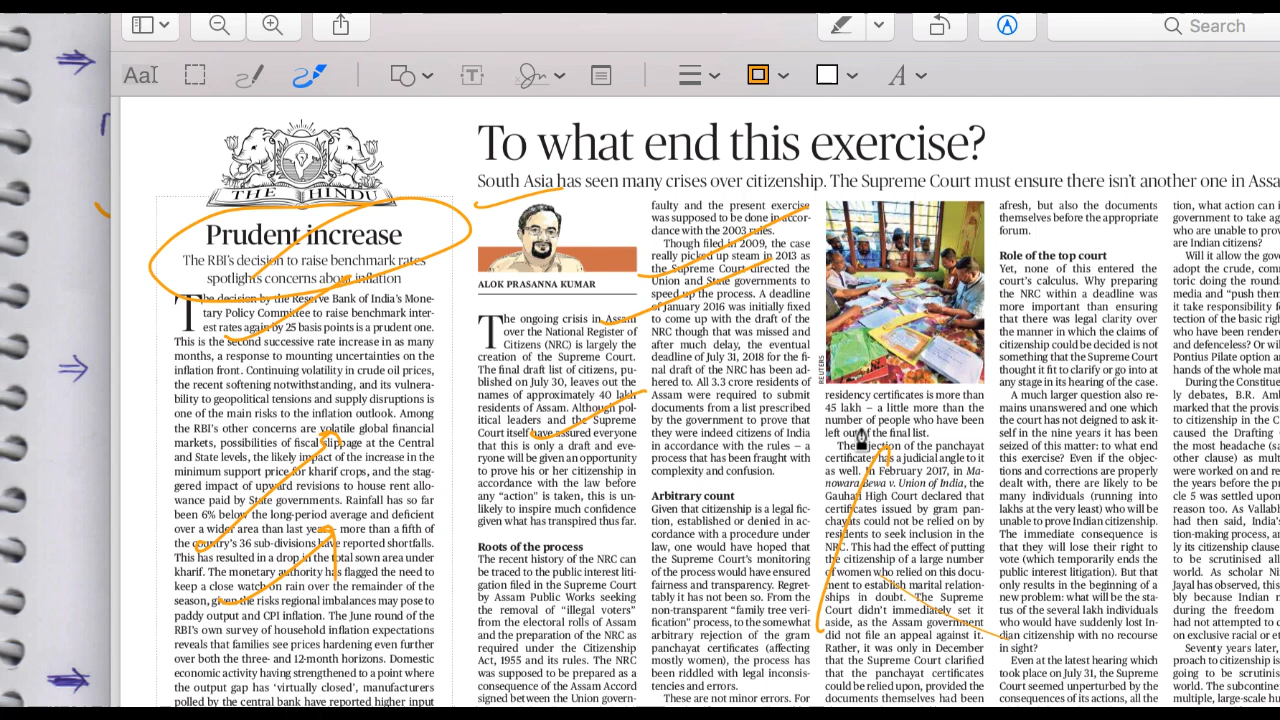 Search
AaI
T
A
THE HINDU
Prudent increase
The RBI's decision to raise benchmark rates
spotlights concerns about inflation
The decision by the Reserve Bank of India's Mone-
tary Policy Committee to raise benchmark inter-
est rates again by 25 basis points is a prudent one.
This is the second successive rate increase in as many
months, a response to mounting uncertainties on the
inflation front. Continuing volatility in crude oil prices,
the recent softening notwithstanding, and its vulnera-
bility to geopolitical tensions and supply disruptions is
one of the main risks to the inflation outlook. Among
the RBI's other concerns are volatile global financial
markets, possibilities of fiscal slippage at the Central
and State levels, the likely impact of the increase in the
minimum support price for kharif crops, and the stag-
gered impact of upward revisions to house rent allo-
wance paid by State governments. Rainfall has so far
been 6% below the long-period average and deficient
over a wider area than last year – more than a fifth of
the country's 36 sub-divisions have reported shortfalls.
This has resulted in a drop in the total sown area under
kharif. The monetary authority has flagged the need to
keep a close watch on rain over the remainder of the
season, given the risks regional imbalances may pose to
paddy output and CPI inflation. The June round of the
RBI's own survey of household inflation expectations
reveals that families see prices hardening even further
over both the three- and 12-month horizons. Domestic
economic activity having strengthened to a point where
the output gap has 'virtually closed', manufacturers
polled by the central bank have reported higher input
To what end this exercise?
South Asia has seen many crises over citizenship. The Supreme Court must ensure there isn't another one in Assa
ALOK PRASANNA KUMAR
The ongoing crisis in Assam
over the National Register of
Citizens (NRC) is largely the
creation of the Supreme Court.
The final draft list of citizens, pu-
blished on July 30, leaves out the
names of approximately 40 lakh
residents of Assam. Although pol-
itical leaders and the Supreme
Court itself have assured everyone
that this is only a draft and eve-
ryone will be given an opportunity
to prove his or her citizenship in
accordance with the law before
any "action" is taken, this is un-
likely to inspire much confidence
given what has transpired thus far.
Roots of the process
The recent history of the NRC can
be traced to the public interest liti-
gation filed in the Supreme Court
by Assam Public Works seeking
the removal of "illegal voters"
from the electoral rolls of Assam
and the preparation of the NRC as
required under the Citizenship
Act, 1955 and its rules. The NRC
was supposed to be prepared as a
consequence of the Assam Accord
signed between the Union govern-
faulty and the present exercise
was supposed to be done in accor-
dance with the 2003 rules.
Though filed in 2009, the case
really picked up steam in 2013 as
the Supreme Court directed the
Union and State governments to
speed up the process. A deadline
of January 2016 was initially fixed
to come up with the draft of the
NRC though that was missed and
after much delay, the eventual
deadline of July 31, 2018 for the fi-
nal draft of the NRC has been ad-
hered to. All 3.3 crore residents of
Assam were required to submit
documents from a list prescribed
by the government to prove that
they were indeed citizens of India
in accordance with the rules – a
process that has been fraught with
complexity and confusion.
Arbitrary count
Given that citizenship is a legal fic-
tion, established or denied in ac-
cordance with a procedure under
law, one would have hoped that
the Supreme Court's monitoring
of the process would have ensured
fairness and transparency. Regret-
tably it has not been so. From the
non-transparent "family tree veri-
fication" process, to the somewhat
arbitrary rejection of the gram
panchayat certificates (affecting
mostly women), the process has
been riddled with legal inconsis-
tencies and errors.
These are not minor errors. For
REUTERS
residency certificates is more than
45 lakh – a little more than the
number of people who have been
left out of the final list.
The rejection of the panchayat
certificates has a judicial angle to it
as well. In February 2017, in Ma-
nowara Bewa v. Union of India, the
Gauhati High Court declared that
certificates issued by gram pan-
chayats could not be relied on by
residents to seek inclusion in the
NRC. This had the effect of putting
the citizenship of a large number
of women who relied on this docu-
ment to establish marital relation-
ships in doubt. The Supreme
Court didn't immediately set it
aside, as the Assam government
did not file an appeal against it.
Rather, it was only in December
that the Supreme Court clarified
that the panchayat certificates
could be relied upon, provided the
documents themselves had been
afresh, but also the documents
themselves before the appropriate
forum.
Role of the top court
Yet, none of this entered the
court's calculus. Why preparing
the NRC within a deadline was
more important than ensuring
that there was legal clarity over
the manner in which the claims of
citizenship could be decided is not
something that the Supreme Court
thought it fit to clarify or go into at
any stage in its hearing of the case.
A much larger question also re-
mains unanswered and one which
the court has not deigned to ask it-
self in the nine years it has been
seized of this matter: to what end
this exercise? Even if the objec-
tions and corrections are properly
dealt with, there are likely to be
many individuals (running into
lakhs at the very least) who will be
unable to prove Indian citizenship.
The immediate consequence is
that they will lose their right to
vote (which temporarily ends the
public interest litigation). But that
only results in the beginning of a
new problem: what will be the sta-
tus of the several lakh individuals
who would have suddenly lost In-
dian citizenship with no recourse
in sight?
Even at the latest hearing which
took place on July 31, the Supreme
Court seemed unperturbed by the
consequences of its actions, all the
tion, what action can i
government to take ag
who are unable to prov
are Indian citizens?
Will it allow the gov
adopt the crude, com
toric doing the rounds
media and "push them
it take responsibility f
tection of the basic righ
who have been render
and defenceless? Or wi
Pontius Pilate option a
hands of the whole mat
During the Constitue
ly debates, B.R. Amb
marked that the provis
tizenship in the Cons
caused the Drafting C
the most headache (sa
other clause) as mult
were worked on and re
the years before the pr
cle 5 was settled upon
reason too. As Vallabh
had then said, India's
tion-making process, an
ly its citizenship clause
to be scrutinised all
world. As scholar Ni
Jayal has observed, this
bly because Indian n
during the freedom
had not attempted to d
on exclusive racial or et
Seventy years later,
proach to citizenship is
going to be scrutinised
world. The subcontine
multiple, large-scale hu